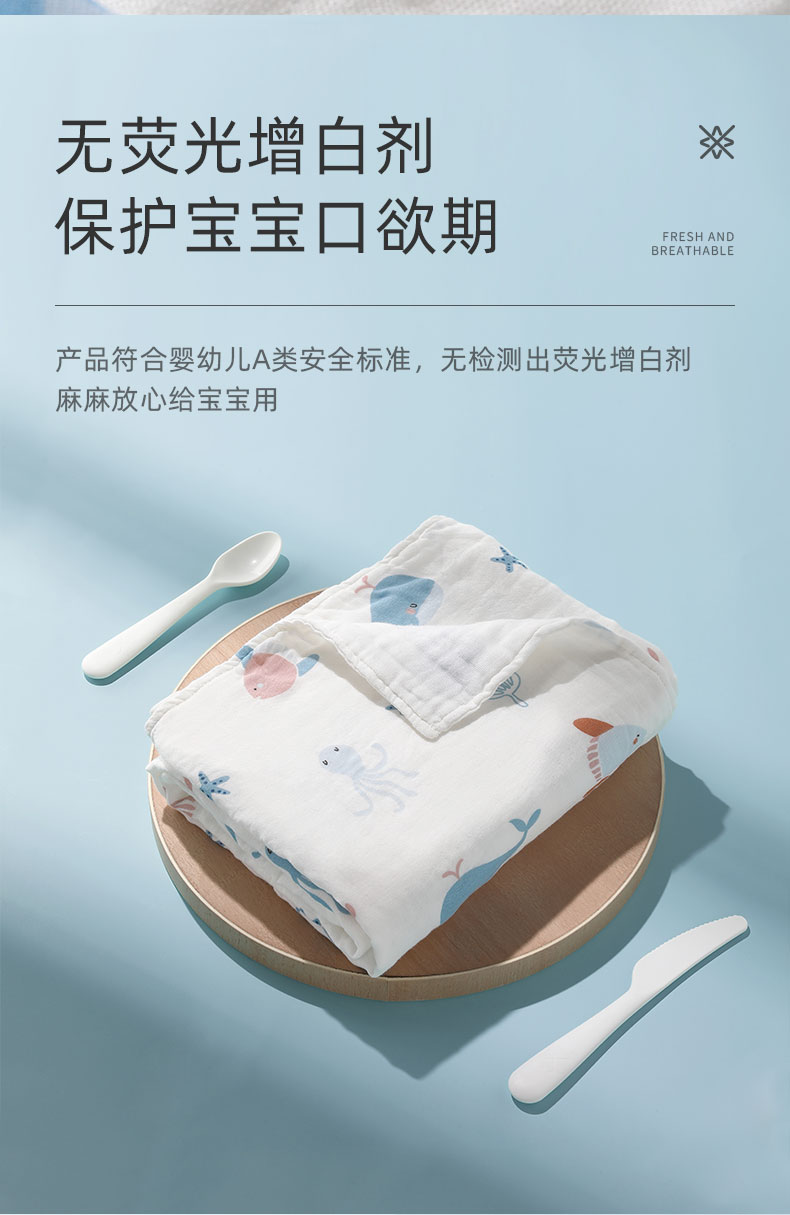 无荧光增白剂
保护宝宝口欲期
FRESH AND
BREATHABLE
产品符合婴幼儿A类安全标准，无检测出荧光增白剂
麻麻放心给宝宝用